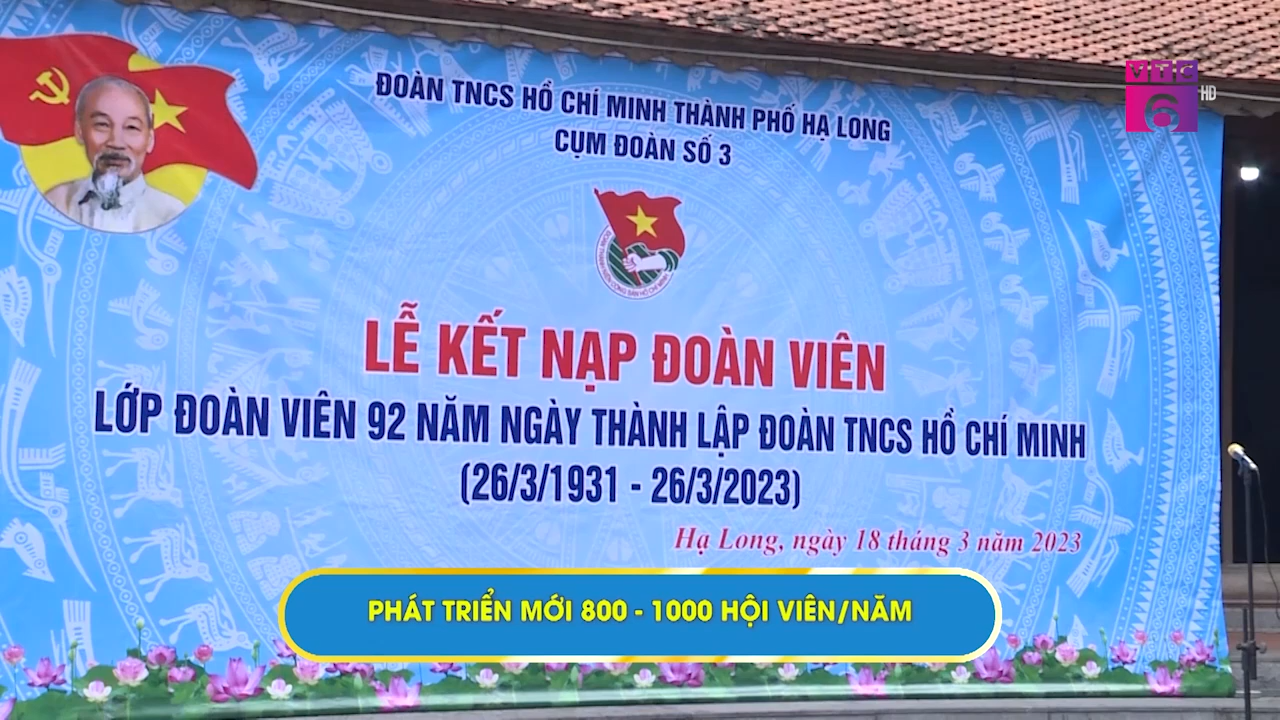 VTC
6
HD
ĐOÀN TNCS HỒ CHÍ MINH THÀNH PHỐ HẠ LONG
CỤM ĐOÀN SỐ 3
LỄ KẾT NẠP ĐOÀN VIÊN
LỚP ĐOÀN VIÊN 92 NĂM NGÀY THÀNH LẬP ĐOÀN TNCS HỒ CHÍ MINH
(26/3/1931 - 26/3/2023)
Hạ Long, ngày 18 tháng 3 năm 2023
PHÁT TRIỂN MỚI 800 - 1000 HỘI VIÊN/NĂM